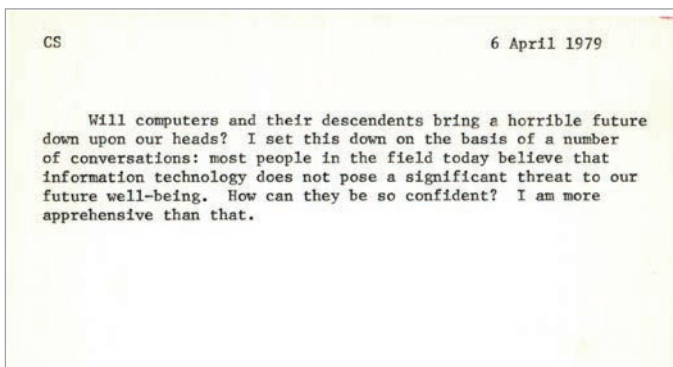 CS 6 April 1979
Will computers and their descendents bring a horrible future
down upon our heads? I set this down on the basis of a number
of conversations: most people in the field today believe that
information technology does not pose a significant threat to our
future well-being. How can they be so confident? I am more
apprehensive than that.